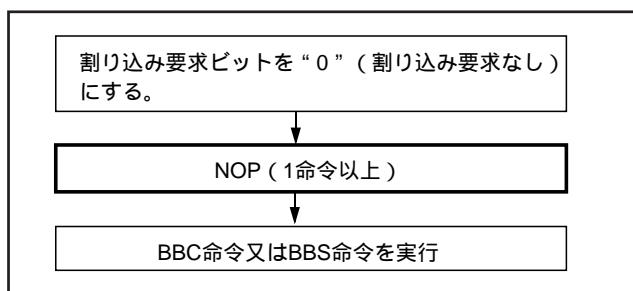 割り込み要求ビットを“0”（割り込み要求なし）
にする。
NOP（1命令以上）
BBC命令又はBBS命令を実行